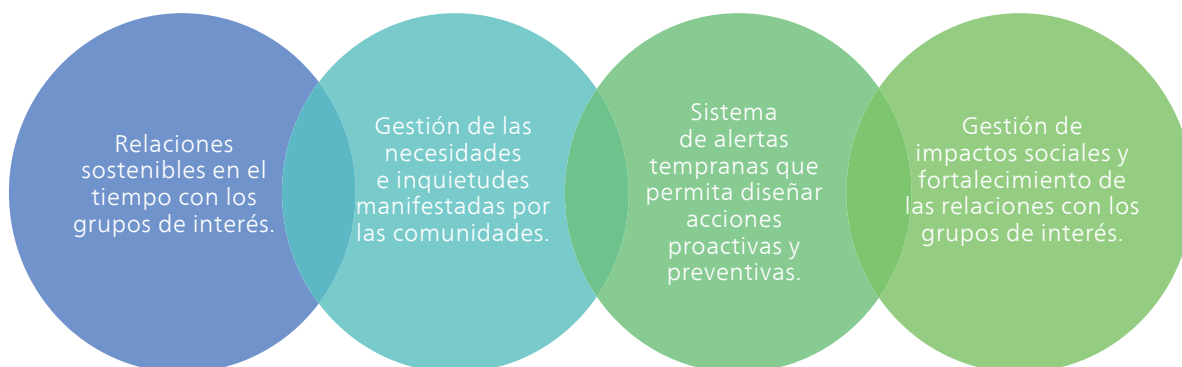 Relaciones
sostenibles en el
tiempo con los
grupos de interés.
Gestión de las
necesidades
e inquietudes
manifestadas por
las comunidades.
Sistema
de alertas
tempranas que
permita diseñar
acciones
proactivas y
preventivas.
Gestión de
impactos sociales y
fortalecimiento de
las relaciones con los
grupos de interés.